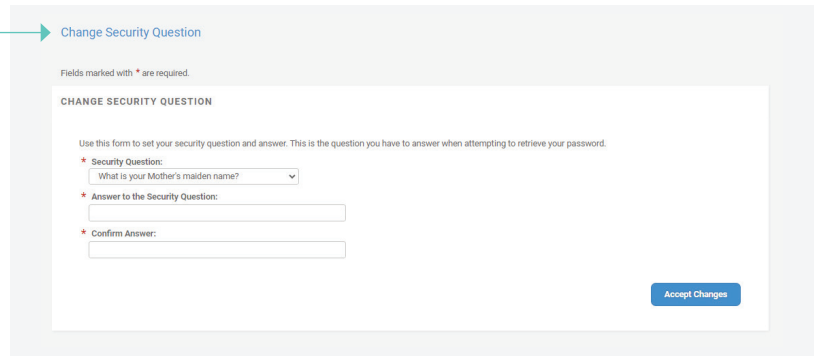 Change Security Question
Fields marked with * are required.
CHANGE SECURITY QUESTION
Use this form to set your security question and answer. This is the question you have to answer when attempting to retrieve your password.
* Security Question:
What is your Mother's maiden name?
* Answer to the Security Question:
* Confirm Answer:
Accept Changes